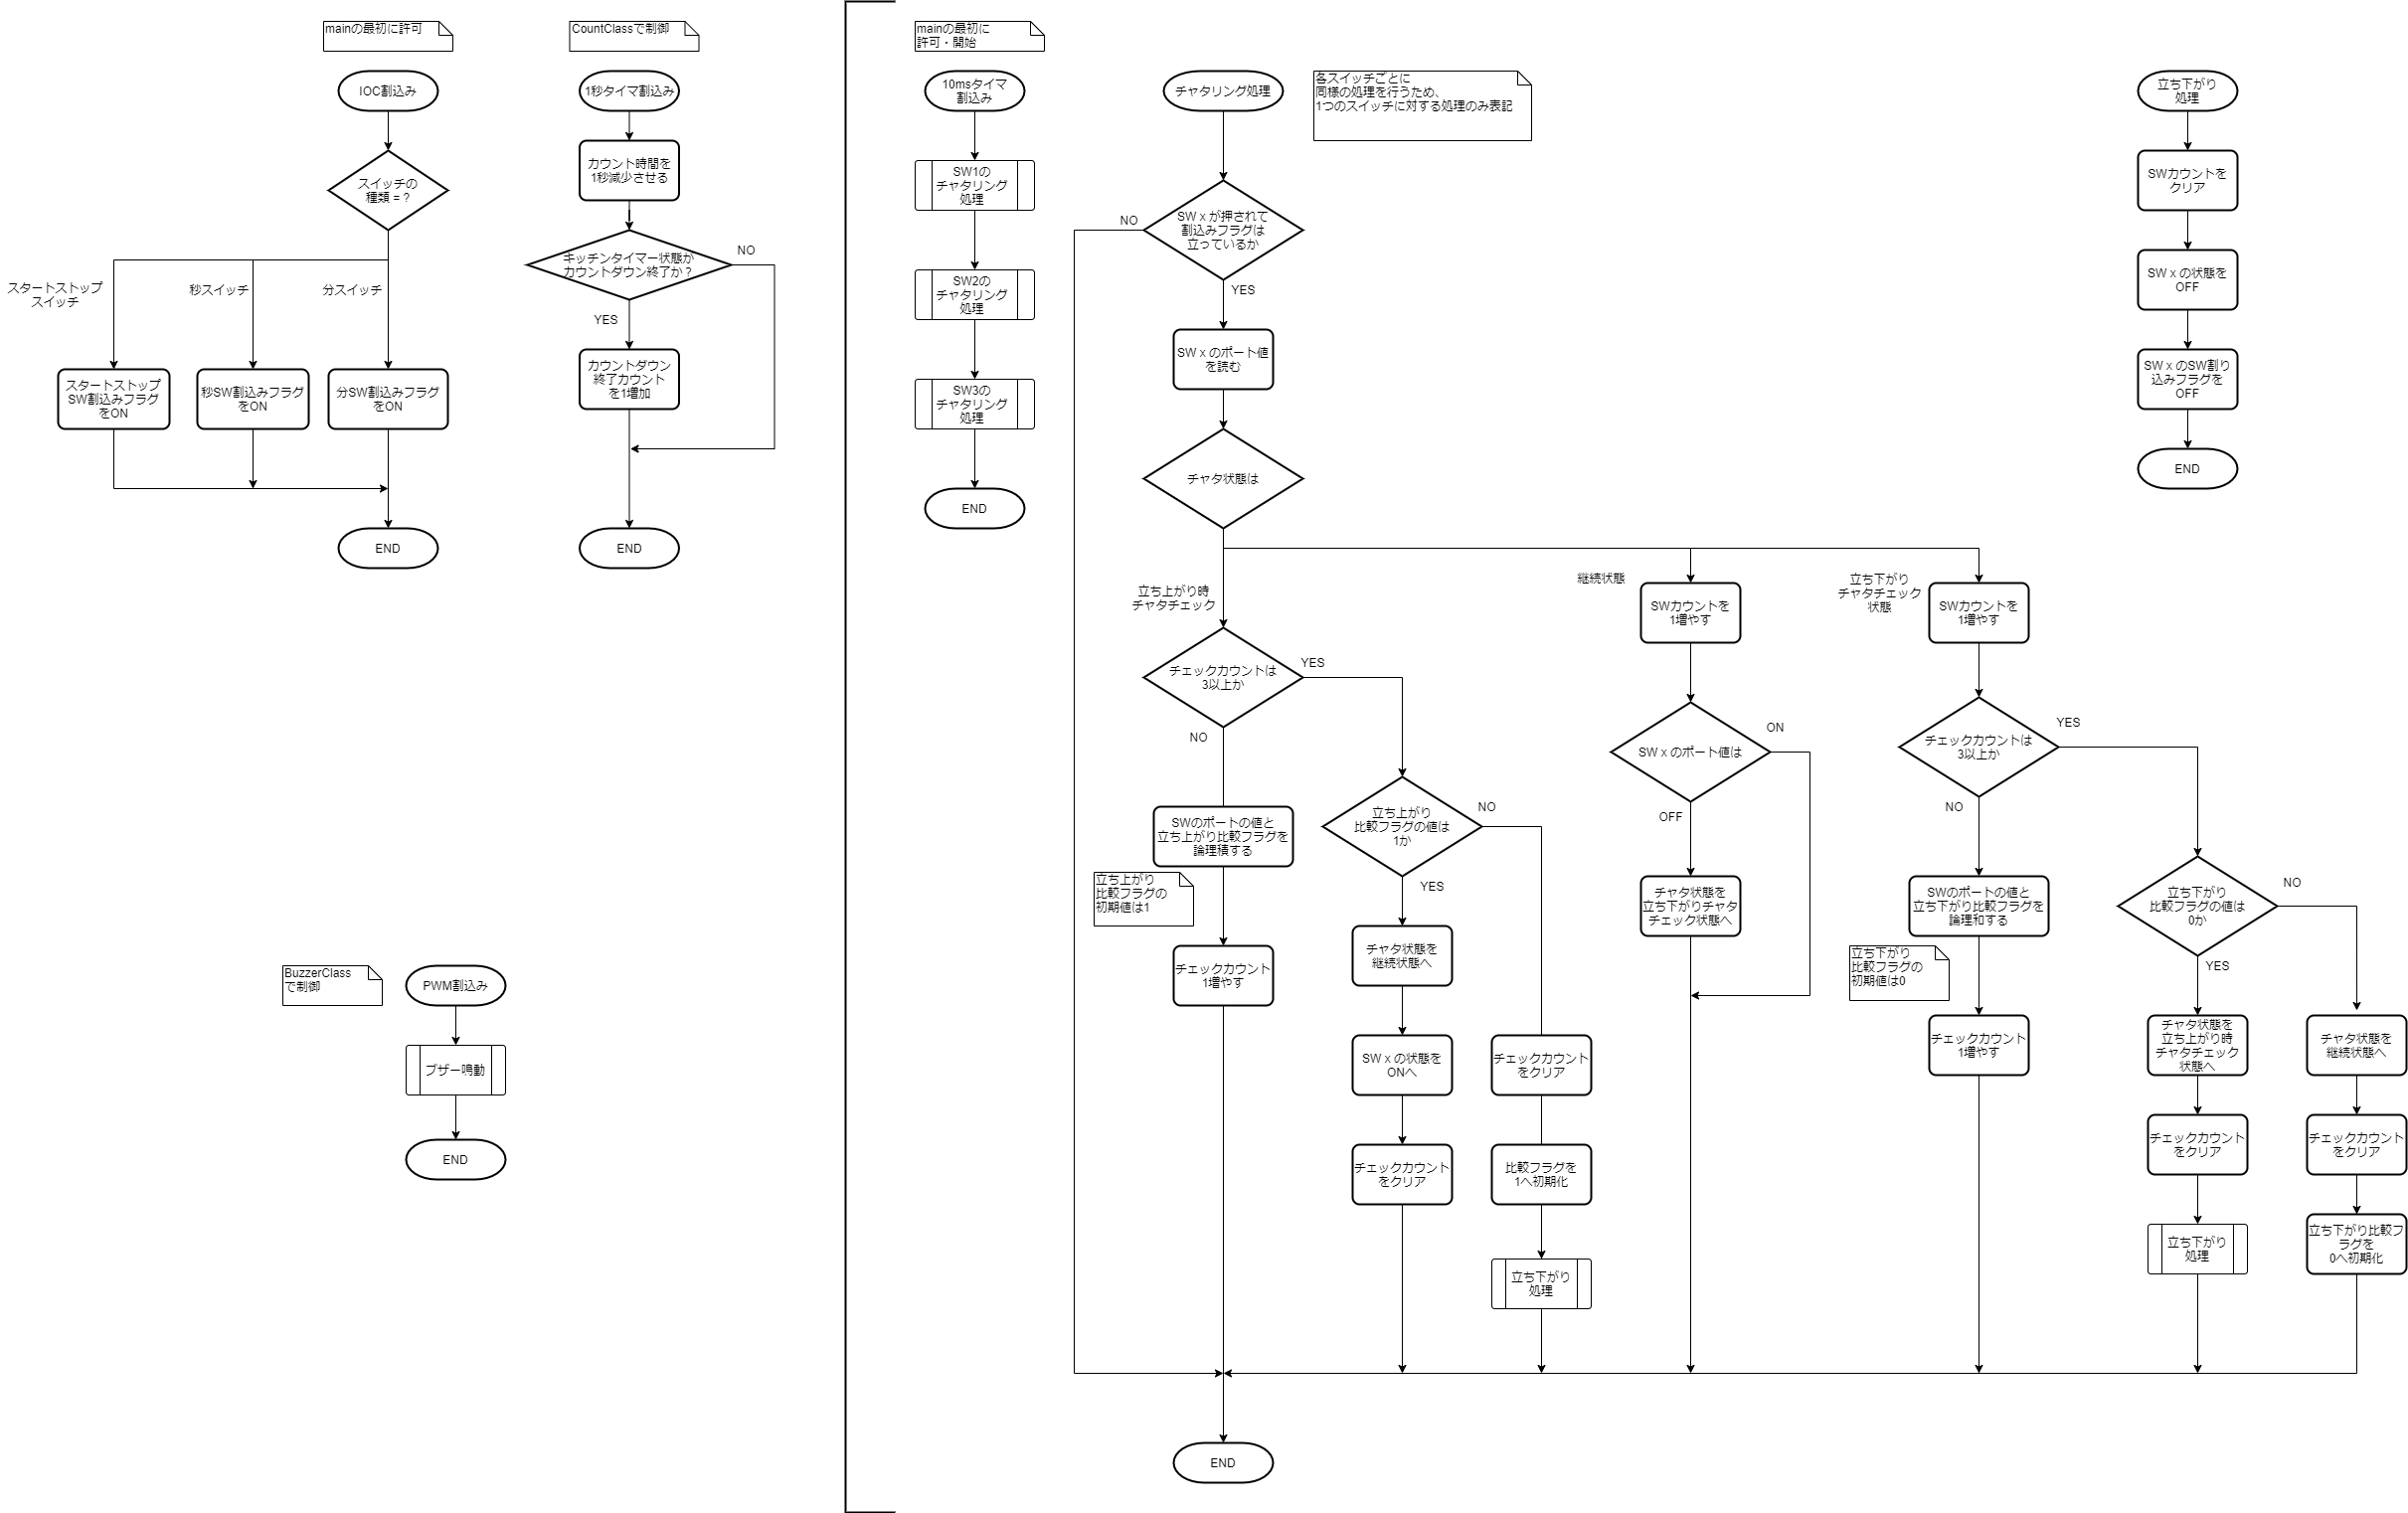 mainの最初に許可
IOC割込み
スイッチの
種類 = ?
スタートストップ
スイッチ
秒スイッチ
分スイッチ
スタートストップ
SW割込みフラグ
をON
秒SW割込みフラグ
をON
分SW割込みフラグ
をON
END
CountClassで制御
1秒タイマ割込み
カウント時間を
1秒減少させる
キッチンタイマー状態が
カウントダウン終了か?
NO
YES
カウントダウン
終了カウント
を1増加
END
BuzzerClass
で制御
PWM割込み
ブザー鳴動
END
mainの最初に
許可・開始
10msタイマ
割込み
SW1の
チャタリング
処理
SW2の
チャタリング
処理
SW3の
チャタリング
処理
END
チャタリング処理
各スイッチごとに
同様の処理を行うため、
1つのスイッチに対する処理のみ表記
SWxが押されて
割込みフラグは
立っているか
NO
YES
SWxのポート値
を読む
チャタ状態は
立ち上がり時
チャタチェック
チェックカウントは
3以上か
YES
NO
SWのポートの値と
立ち上がり比較フラグを
論理積する
立ち上がり
比較フラグの
初期値は1
チェックカウント
1増やす
立ち上がり
比較フラグの値は
1か
NO
YES
チャタ状態を
継続状態へ
SWxの状態を
ONへ
チェックカウント
をクリア
チェックカウント
をクリア
比較フラグを
1へ初期化
立ち下がり
処理
継続状態
SWカウントを
1増やす
SWxのポート値は
ON
OFF
チャタ状態を
立ち下がりチャタ
チェック状態へ
立ち下がり
チャタチェック
状態
SWカウントを
1増やす
チェックカウントは
3以上か
YES
NO
SWのポートの値と
立ち下がり比較フラグを
論理和する
立ち下がり
比較フラグの
初期値は0
チェックカウント
1増やす
立ち下がり
比較フラグの値は
0か
NO
YES
チャタ状態を
立ち上がり時
チャタチェック
状態へ
チェックカウント
をクリア
立ち下がり
処理
チャタ状態を
継続状態へ
チェックカウント
をクリア
立ち下がり比較フ
ラグを
0へ初期化
END
立ち下がり
処理
SWカウントを
クリア
SWxの状態を
OFF
SWxのSW割り
込みフラグを
OFF
END